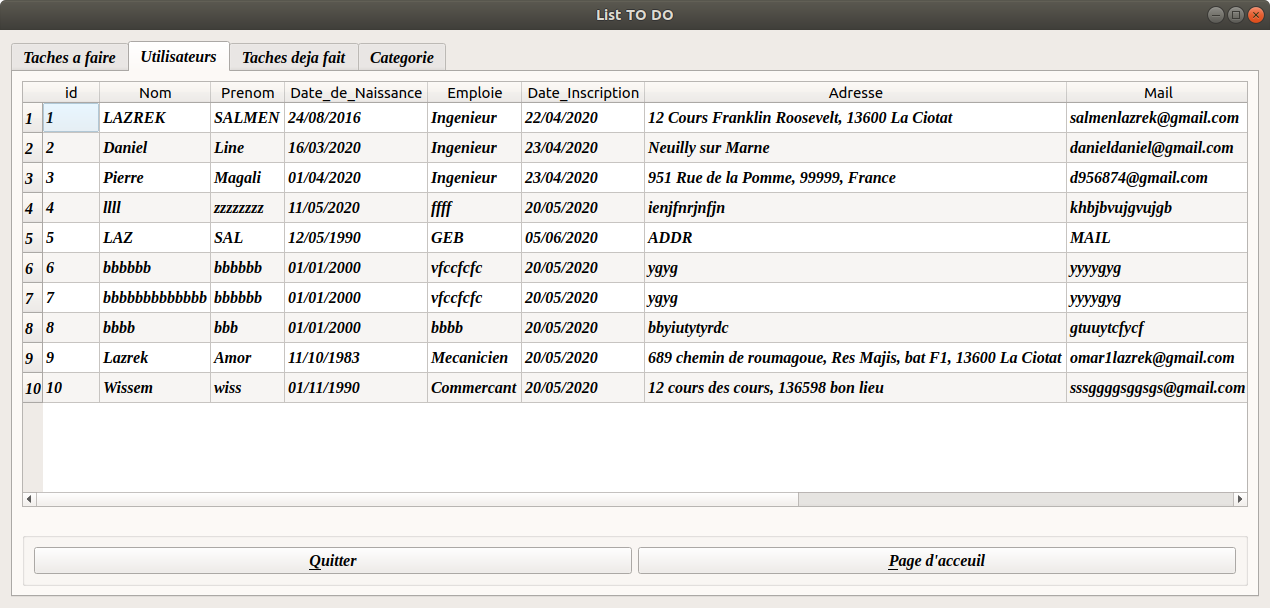 List TO DO
Taches a faire Utilisateurs Taches deja fait Categorie
id Nom Prenom Date_de_Naissance Emploie Date_Inscription Adresse Mail
1 1 LAZREK SALMEN 24/08/2016 Ingenieur 22/04/2020 12 Cours Franklin Roosevelt, 13600 La Ciotat salmenlazrek@gmail.com
2 2 Daniel Line 16/03/2020 Ingenieur 23/04/2020 Neuilly sur Marne danieldaniel@gmail.com
3 3 Pierre Magali 01/04/2020 Ingenieur 23/04/2020 951 Rue de la Pomme, 99999, France d956874@gmail.com
4 4 llll zzzzzzzz 11/05/2020 ffff 20/05/2020 ienjfnrjnfjn khbjbvujgvujgb
5 5 LAZ SAL 12/05/1990 GEB 05/06/2020 ADDR MAIL
6 6 bbbbbb bbbbbb 01/01/2000 vfccfcfc 20/05/2020 ygyg yyyygyg
7 7 bbbbbbbbbbbbb bbbbbb 01/01/2000 vfccfcfc 20/05/2020 ygyg yyyygyg
8 8 bbbb bbb 01/01/2000 bbbb 20/05/2020 bbyiutytyrdc gtuuytcfycf
9 9 Lazrek Amor 11/10/1983 Mecanicien 20/05/2020 689 chemin de roumagoue, Res Majis, bat F1, 13600 La Ciotat omar1lazrek@gmail.com
10 10 Wissem wiss 01/11/1990 Commercant 20/05/2020 12 cours des cours, 136598 bon lieu sssggggsggsgs@gmail.com
Quitter Page d'acceuil